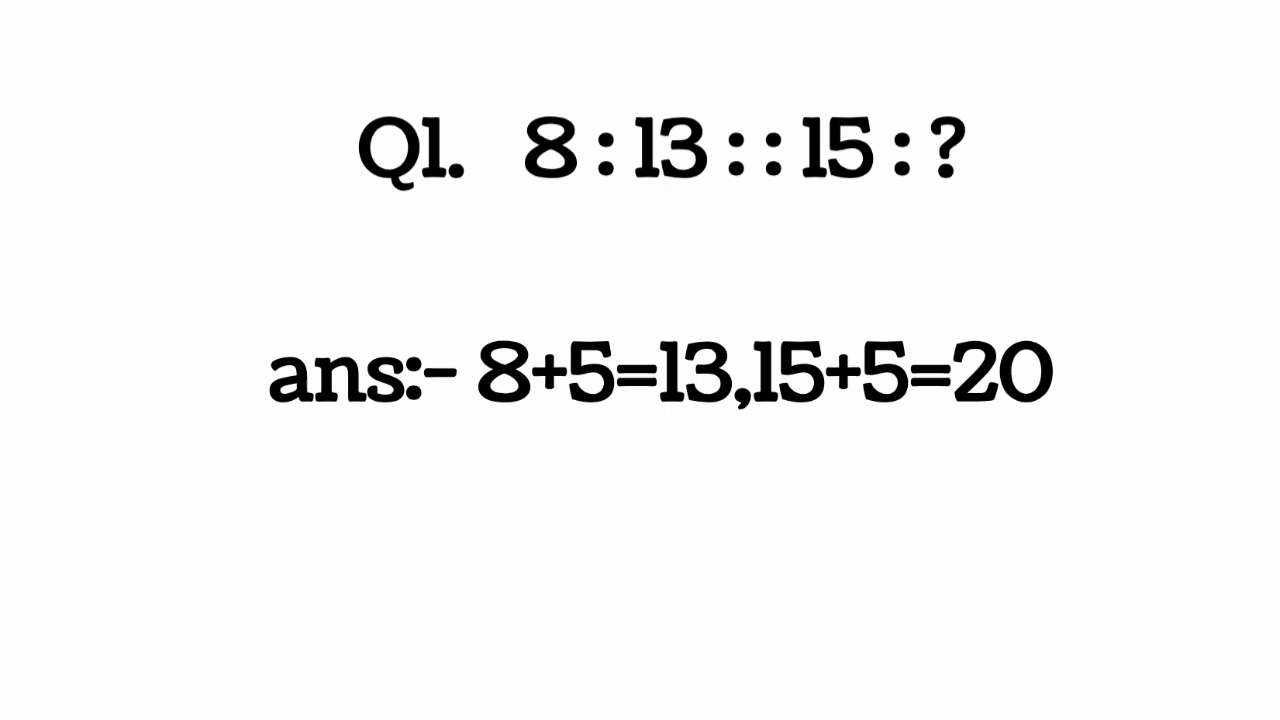 Q1. 8 : 13 : : 15 : ?
ans:- 8+5=13,15+5=20